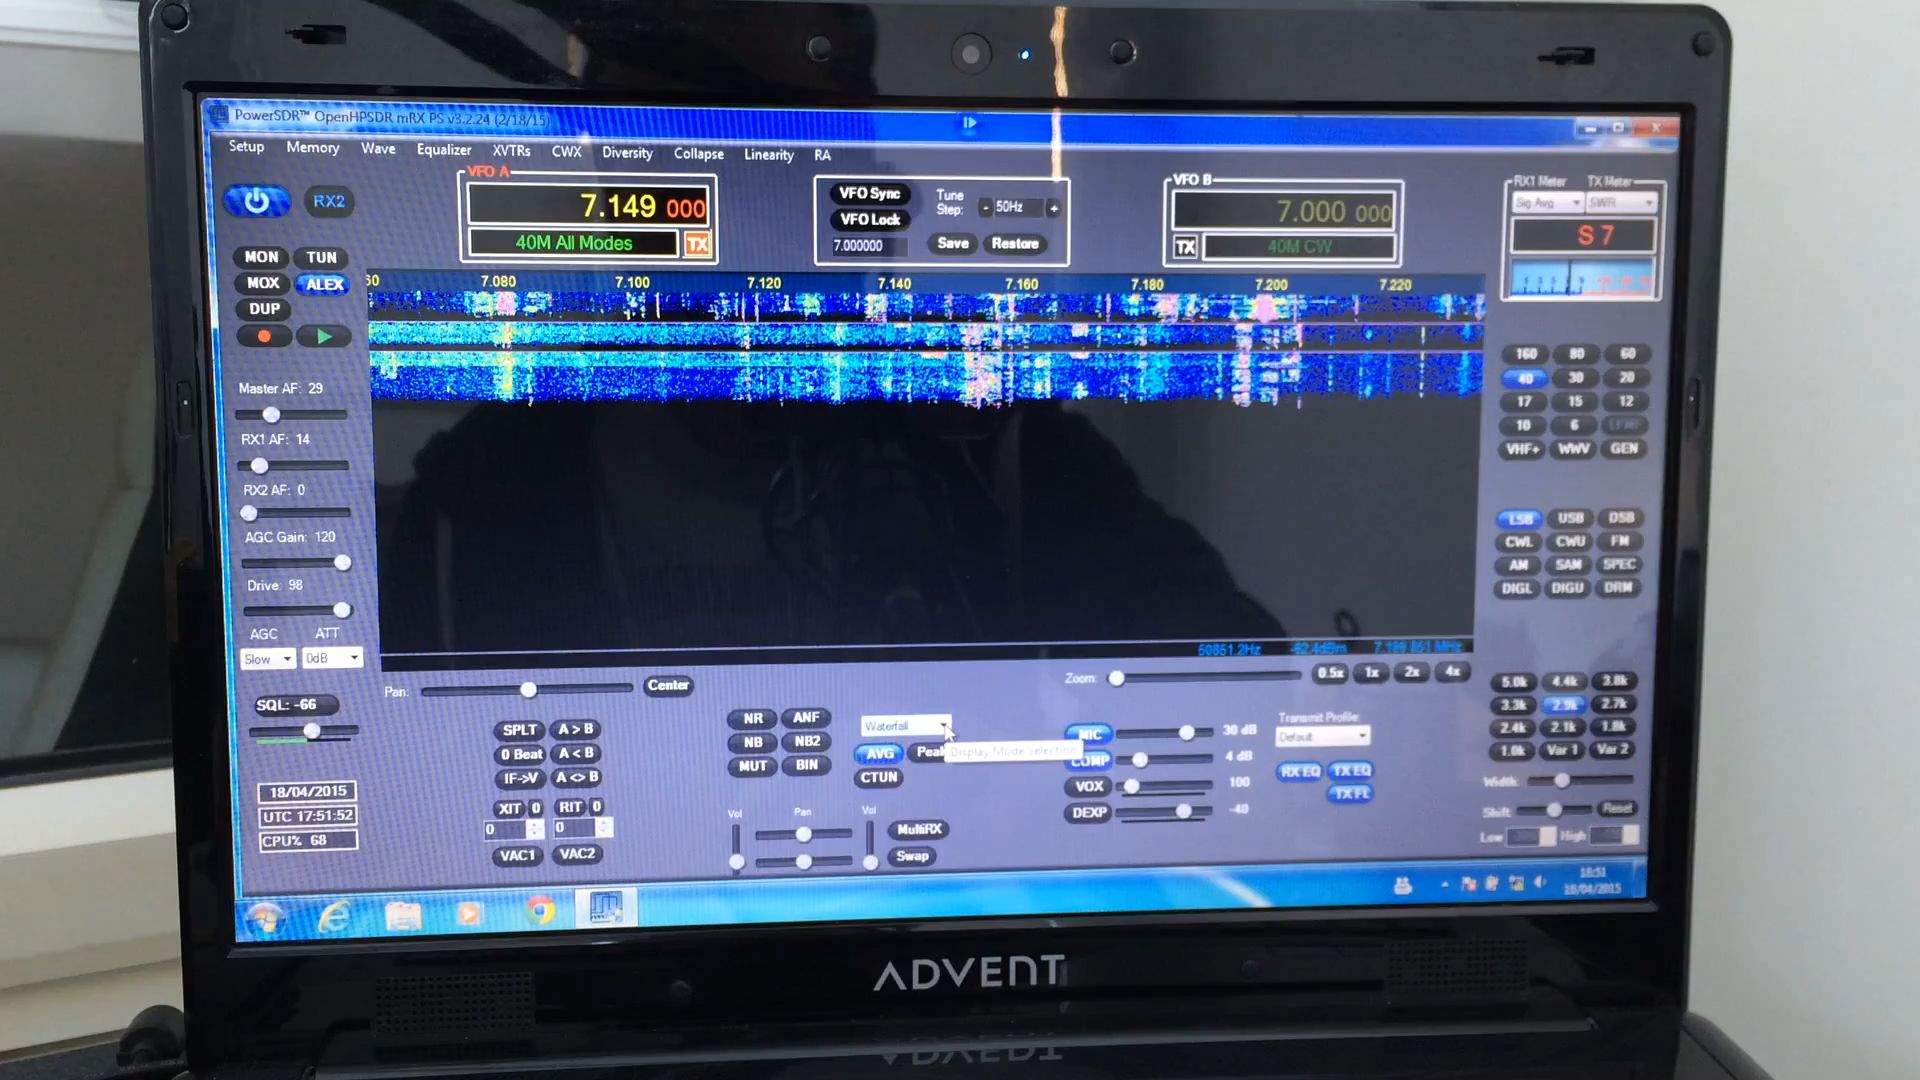 PowerSDR™ OpenHPSDR mRX PS v3.2.24 (2/18/15)
Setup Memory Wave Equalizer XVTRs CWX Diversity Collapse Linearity RA
VFO A
7.149 000
40M All Modes TX
VFO Sync
VFO Lock
7.000000
Tune Step: - 50Hz +
Save Restore
VFO B
7.000 000
TX 40M CW
RX1 Meter TX Meter
Sig Avg SWR
S 7
RX2
MON TUN
MOX ALEX
DUP
7.080 7.100 7.120 7.140 7.160 7.180 7.200 7.220
Master AF: 29
RX1 AF: 14
RX2 AF: 0
AGC Gain: 120
Drive: 98
AGC ATT
Slow 0dB
SQL: -66
18/04/2015
UTC 17:51:52
CPU% 68
160 80 60
40 30 20
17 15 12
10 6
VHF+ WWV GEN
LSB USB DSB
CWL CWU FM
AM SAM SPEC
DIGL DIGU DRM
50851.2Hz
Pan: Center
Zoom: 0.5x 1x 2x 4x
SPLT A > B
0 Beat A < B
IF->V A <> B
XIT 0 RIT 0
0 0
VAC1 VAC2
NR ANF
NB NB2
MUT BIN
Waterfall
AVG Peak
Display Mode Selection
CTUN
Vol Pan Vol
MultiRX
Swap
MIC 30 dB
COMP 4 dB
VOX 100
DEXP -40
Transmit Profile
Default
RX EQ TX EQ
TX FL
5.0k 4.4k 3.8k
3.3k 2.9k 2.7k
2.4k 2.1k 1.8k
1.0k Var 1 Var 2
Width:
Shift: Reset
Low High
18:51
18/04/2015
ADVENT